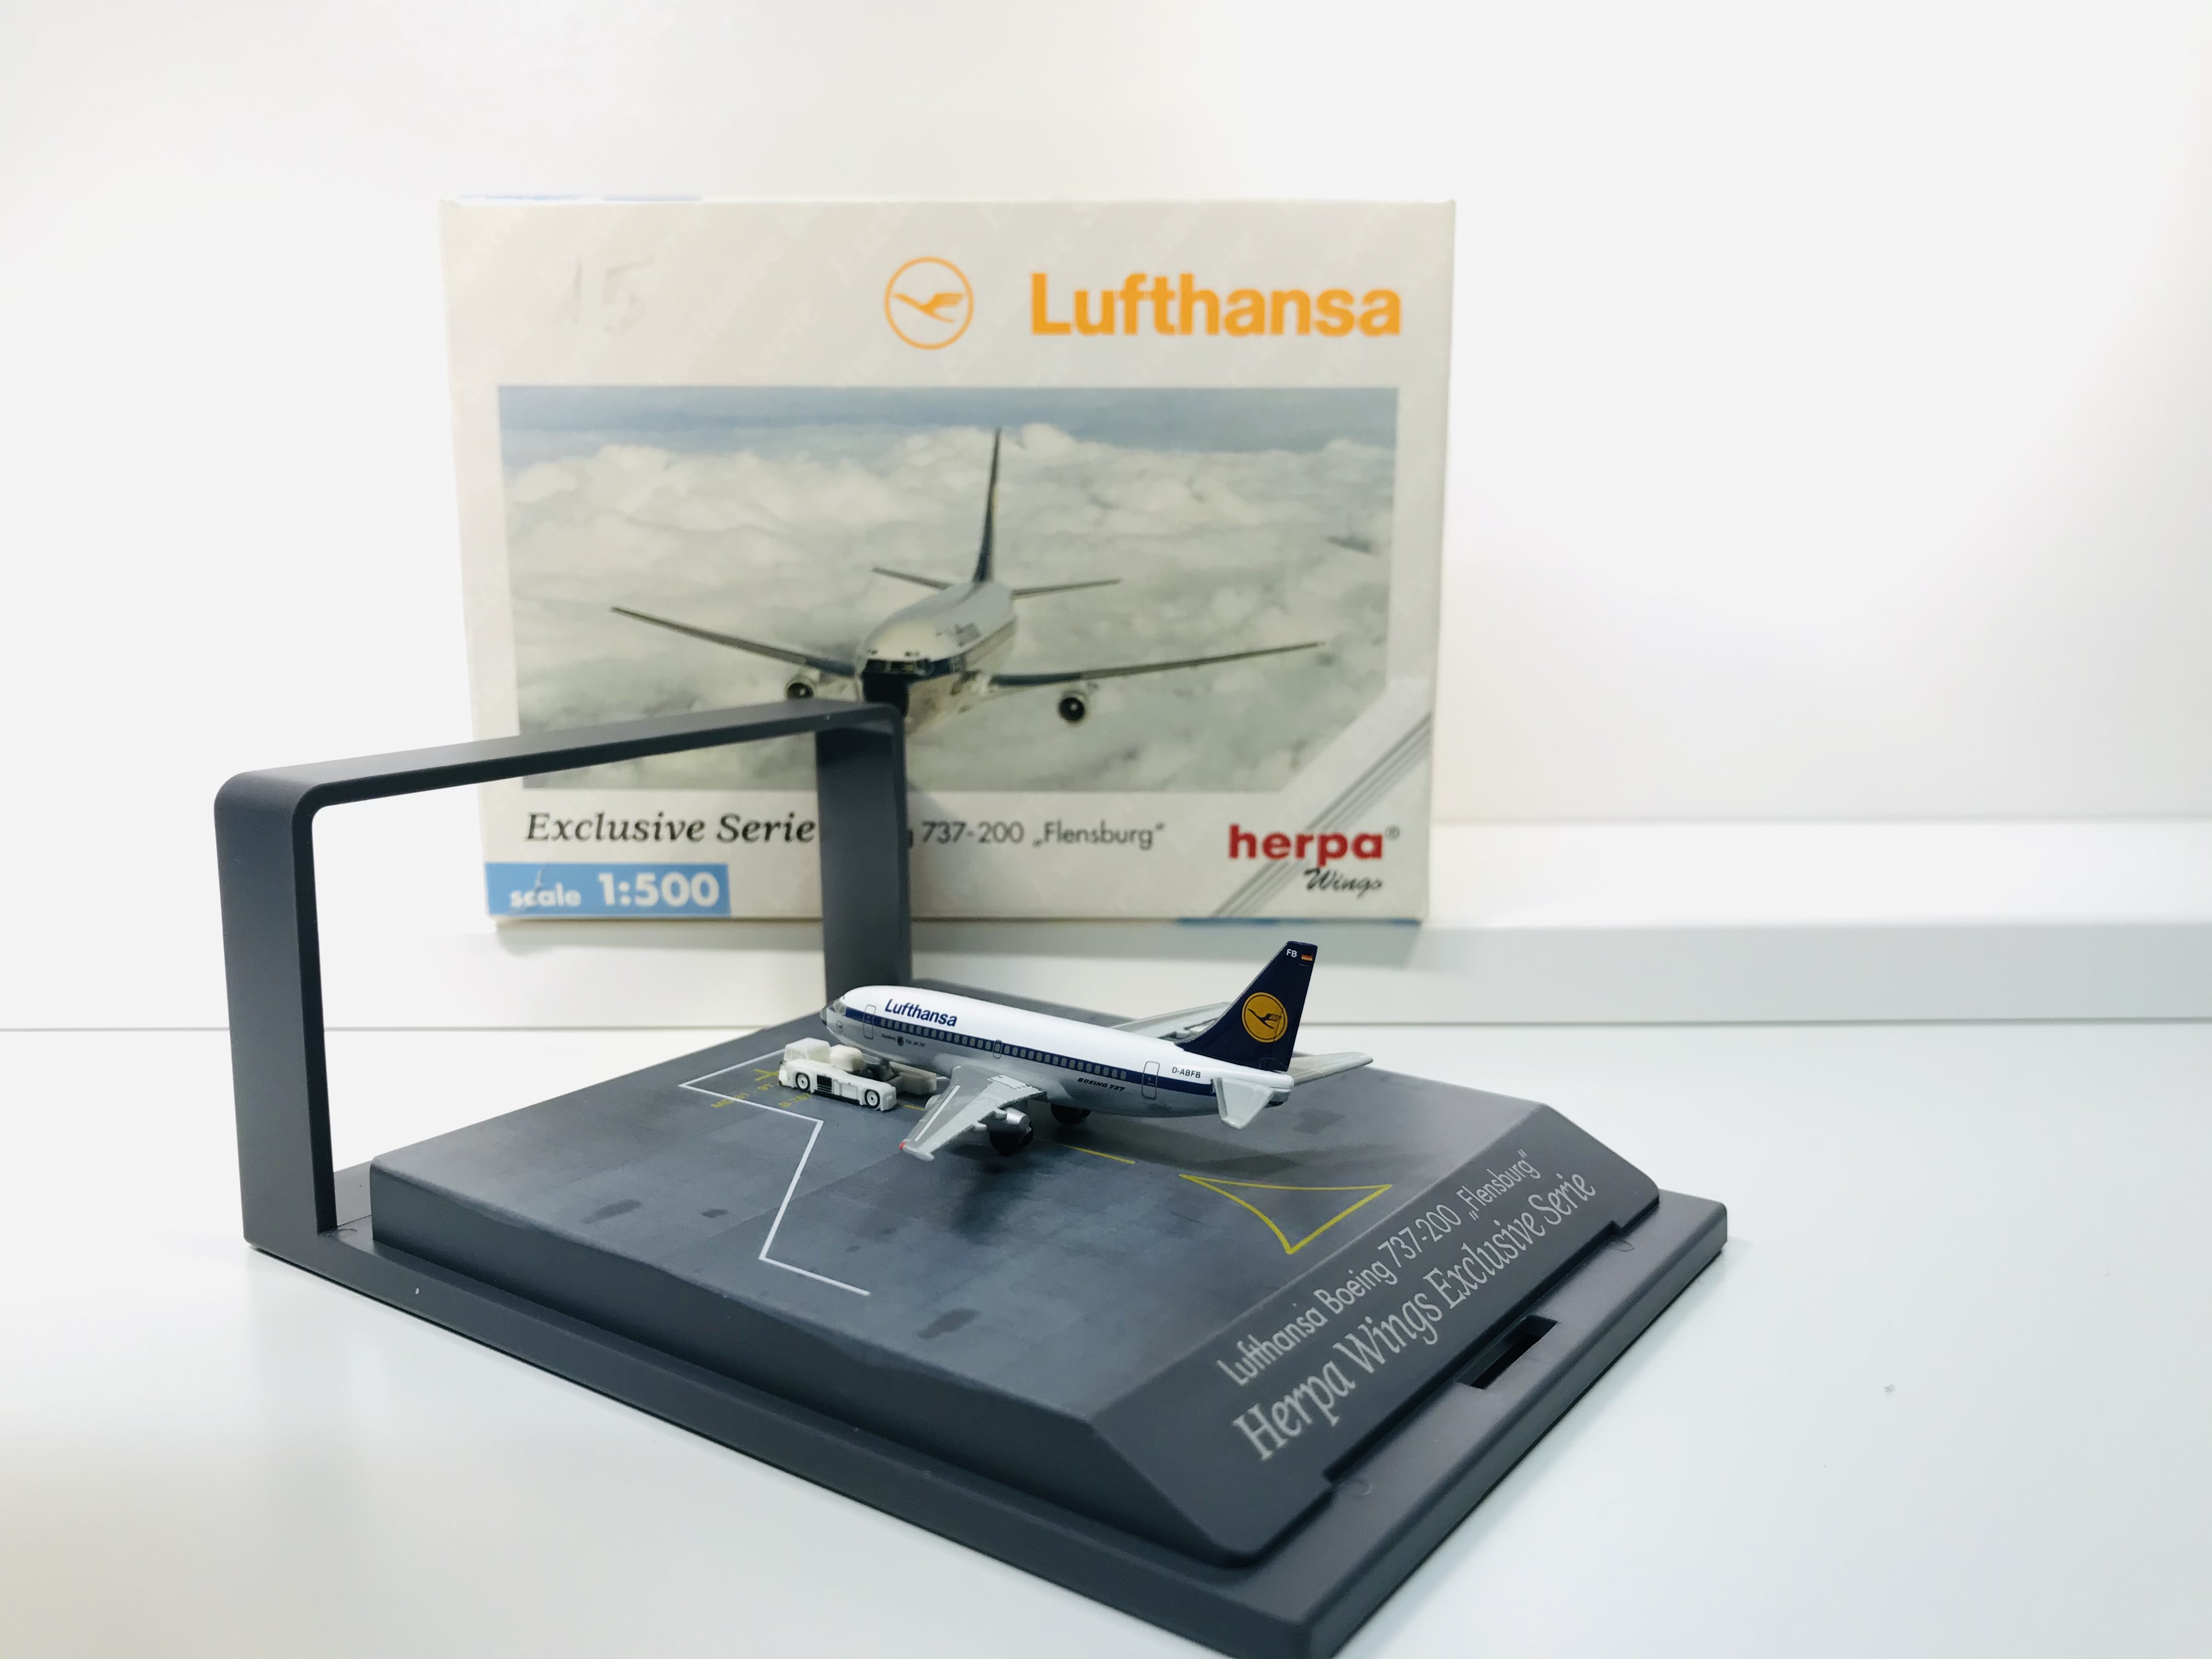 15
Lufthansa
Exclusive Serie
737-200 „Flensburg“
herpa®
Wings
scale 1:500
FB
Lufthansa
BOEING 737
D-ABFB
Lufthansa Boeing 737-200 „Flensburg“
Herpa Wings Exclusive Serie